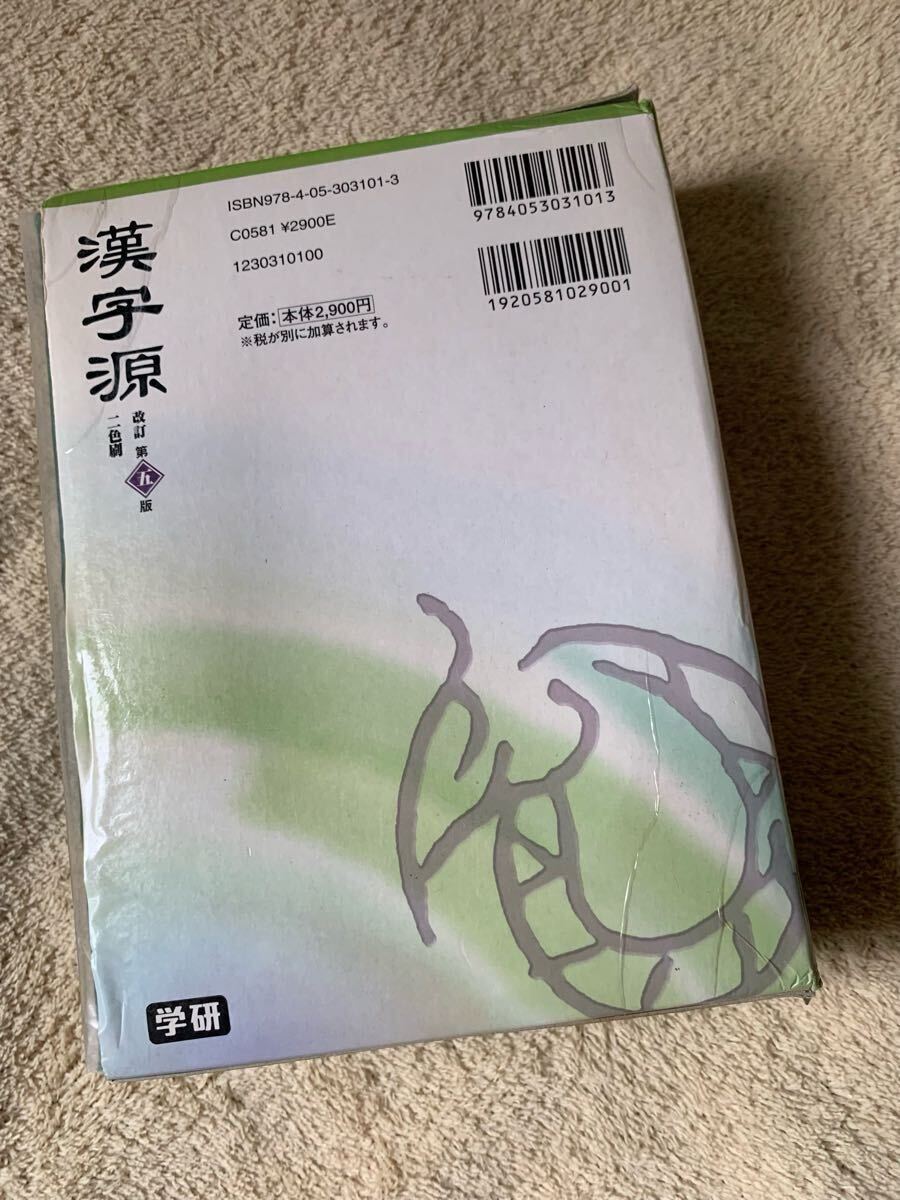 漢字源
改訂 第五版
二色刷
ISBN978-4-05-303101-3
C0581 ¥2900E
1230310100
定価：本体2,900円
※税が別に加算されます。
9784053031013
1920581029001
学研